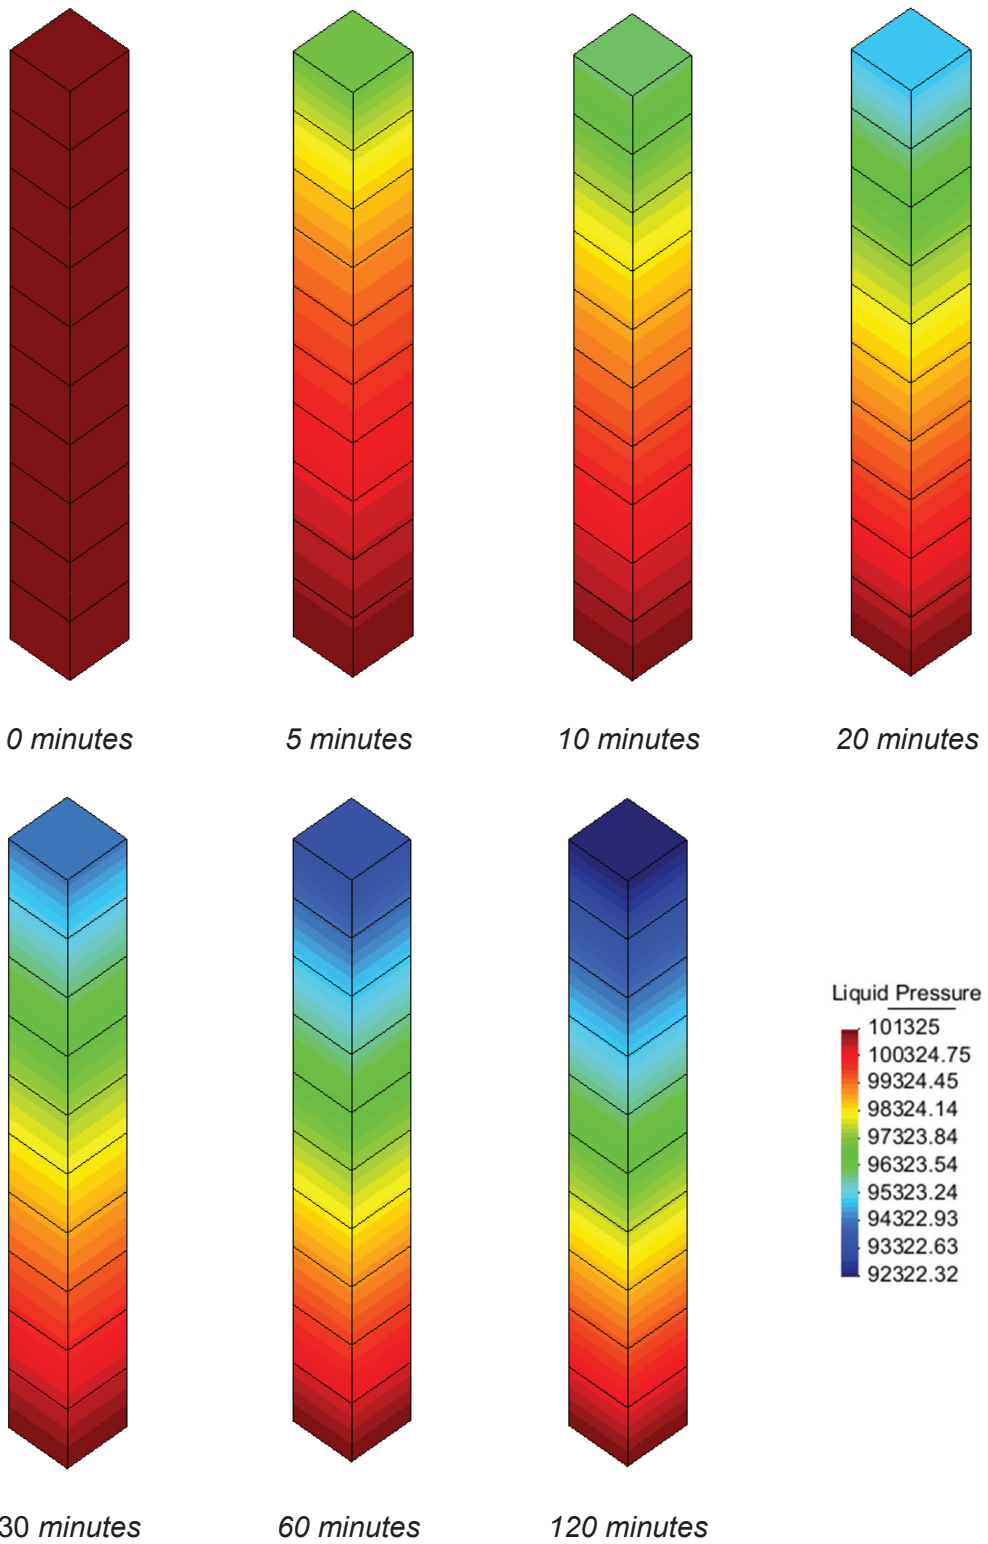 0 minutes
5 minutes
10 minutes
20 minutes
Liquid Pressure
101325
100324.75
99324.45
98324.14
97323.84
96323.54
95323.24
94322.93
93322.63
92322.32
30 minutes
60 minutes
120 minutes